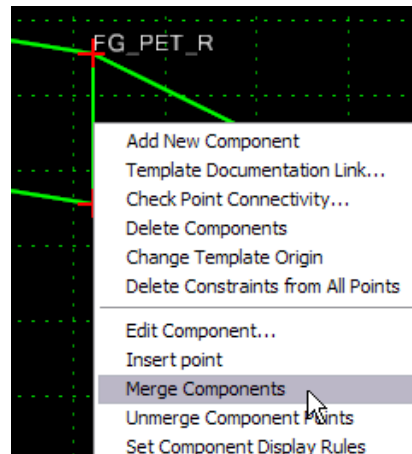 FG_PET_R
Add New Component
Template Documentation Link...
Check Point Connectivity...
Delete Components
Change Template Origin
Delete Constraints from All Points
Edit Component...
Insert point
Merge Components
Unmerge Component Points
Set Component Display Rules